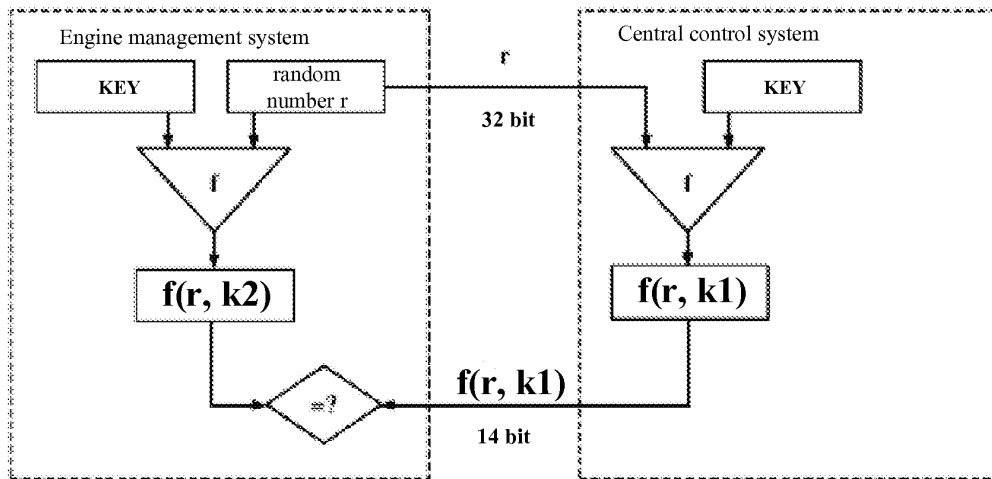 Engine management system
Central control system
KEY
random
number r
r
32 bit
KEY
f
f
f(r, k2)
f(r, k1)
=?
f(r, k1)
14 bit